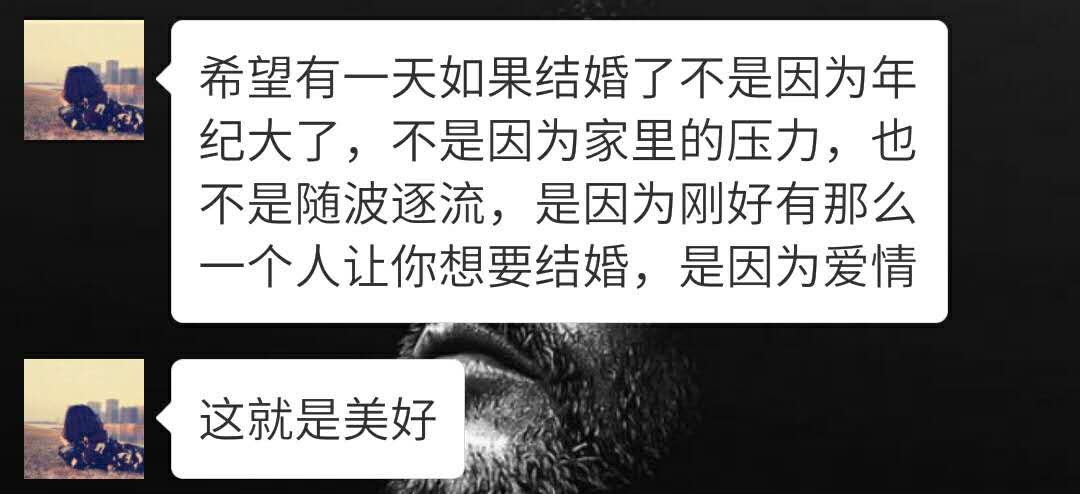 希望有一天如果结婚了不是因为年
纪大了，不是因为家里的压力，也
不是随波逐流，是因为刚好有那么
一个人让你想要结婚，是因为爱情
这就是美好